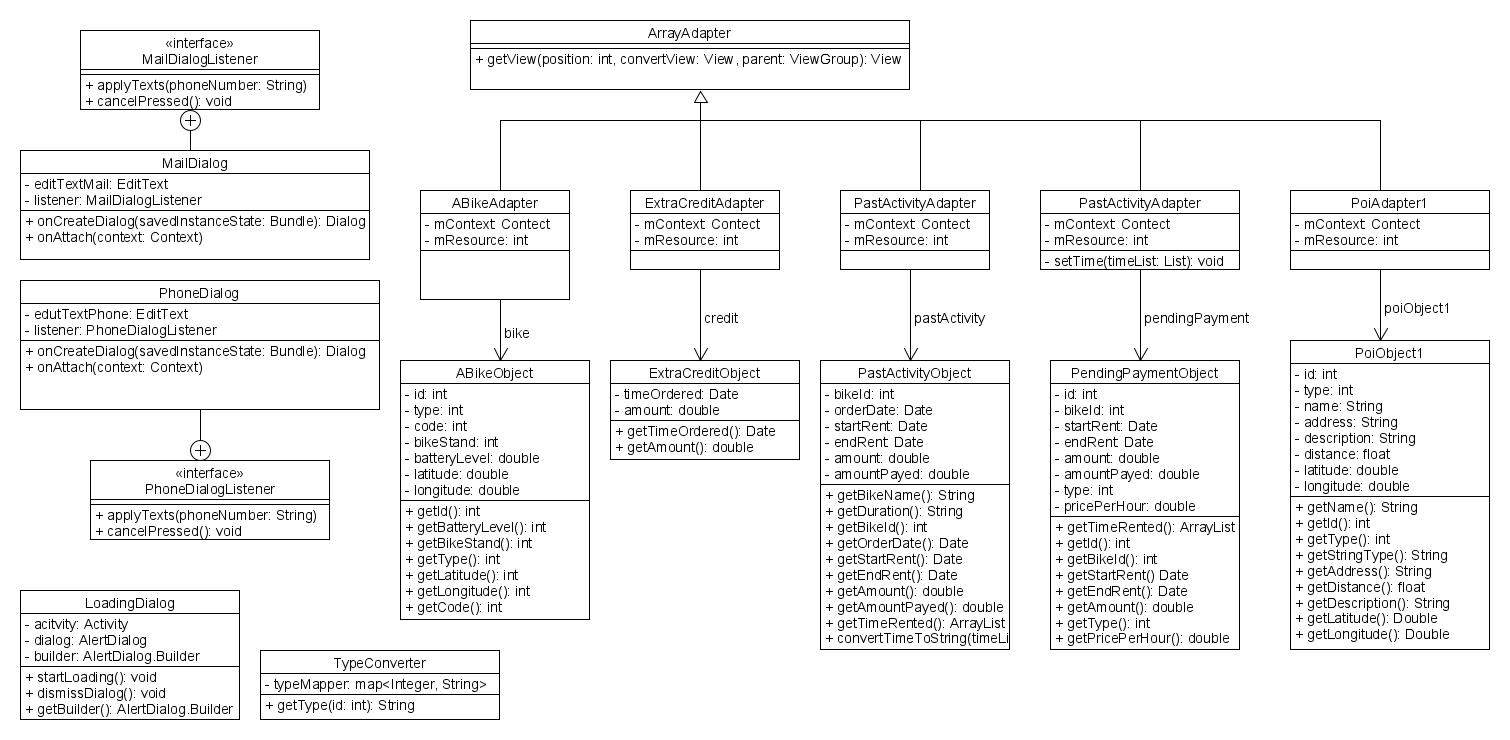 «interface»
MailDialogListener
+ applyTexts(phoneNumber: String)
+ cancelPressed(): void
MailDialog
- editTextMail: EditText
- listener: MailDialogListener
+ onCreateDialog(savedInstanceState: Bundle): Dialog
+ onAttach(context: Context)
PhoneDialog
- edutTextPhone: EditText
- listener: PhoneDialogListener
+ onCreateDialog(savedInstanceState: Bundle): Dialog
+ onAttach(context: Context)
«interface»
PhoneDialogListener
+ applyTexts(phoneNumber: String)
+ cancelPressed(): void
LoadingDialog
- acitvity: Activity
- dialog: AlertDialog
- builder: AlertDialog.Builder
+ startLoading(): void
+ dismissDialog(): void
+ getBuilder(): AlertDialog.Builder
TypeConverter
- typeMapper: map<Integer, String>
+ getType(id: int): String
ArrayAdapter
+ getView(position: int, convertView: View, parent: ViewGroup): View
ABikeAdapter
- mContext: Contect
- mResource: int
bike
ABikeObject
- id: int
- type: int
- code: int
- bikeStand: int
- batteryLevel: double
- latitude: double
- longitude: double
+ getId(): int
+ getBatteryLevel(): int
+ getBikeStand(): int
+ getType(): int
+ getLatitude(): int
+ getLongitude(): int
+ getCode(): int
ExtraCreditAdapter
- mContext: Contect
- mResource: int
credit
ExtraCreditObject
- timeOrdered: Date
- amount: double
+ getTimeOrdered(): Date
+ getAmount(): double
PastActivityAdapter
- mContext: Contect
- mResource: int
pastActivity
PastActivityObject
- bikeId: int
- orderDate: Date
- startRent: Date
- endRent: Date
- amount: double
- amountPayed: double
+ getBikeName(): String
+ getDuration(): String
+ getBikeId(): int
+ getOrderDate(): Date
+ getStartRent(): Date
+ getEndRent(): Date
+ getAmount(): double
+ getAmountPayed(): double
+ getTimeRented(): ArrayList
+ convertTimeToString(timeLi
PastActivityAdapter
- mContext: Contect
- mResource: int
- setTime(timeList: List): void
pendingPayment
PendingPaymentObject
- id: int
- bikeId: int
- startRent: Date
- endRent: Date
- amount: double
- amountPayed: double
- type: int
- pricePerHour: double
+ getTimeRented(): ArrayList
+ getId(): int
+ getBikeId(): int
+ getStartRent() Date
+ getEndRent(): Date
+ getAmount(): double
+ getType(): int
+ getPricePerHour(): double
PoiAdapter1
- mContext: Contect
- mResource: int
poiObject1
PoiObject1
- id: int
- type: int
- name: String
- address: String
- description: String
- distance: float
- latitude: double
- longitude: double
+ getName(): String
+ getId(): int
+ getType(): int
+ getStringType(): String
+ getAddress(): String
+ getDistance(): float
+ getDescription(): String
+ getLatitude(): Double
+ getLongitude(): Double